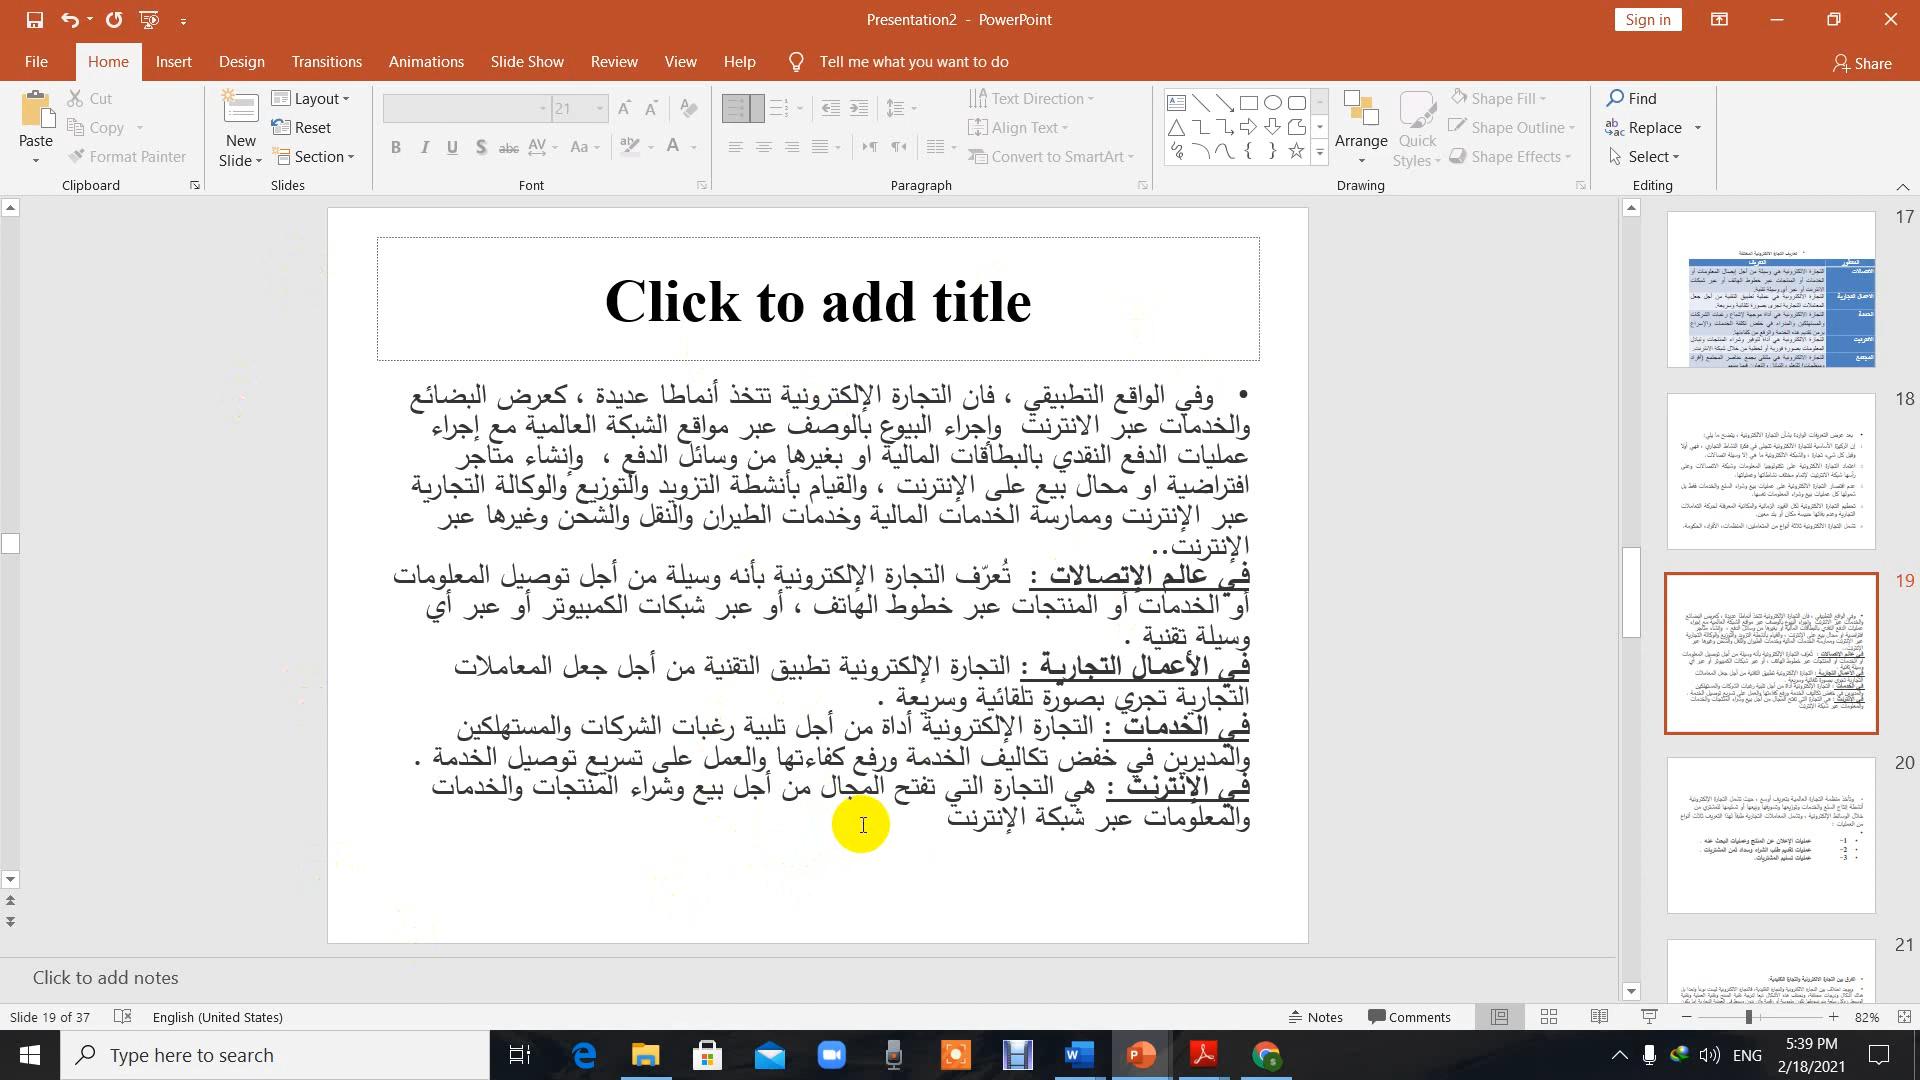 Presentation2 - PowerPoint
Sign in
File Home Insert Design Transitions Animations Slide Show Review View Help Tell me what you want to do
Share
Paste
Cut
Copy
Format Painter
Clipboard
New Slide
Layout
Reset
Section
Slides
21
B I U S abc AV Aa A
Font
Text Direction
Align Text
Convert to SmartArt
Paragraph
Arrange
Quick Styles
Shape Fill
Shape Outline
Shape Effects
Drawing
Find
Replace
Select
Editing
Click to add title
• وفي الواقع التطبيقي ، فان التجارة الإلكترونية تتخذ أنماطا عديدة ، كعرض البضائع
والخدمات عبر الانترنت وإجراء البيوع بالوصف عبر مواقع الشبكة العالمية مع إجراء
عمليات الدفع النقدي بالبطاقات المالية او بغيرها من وسائل الدفع ، وإنشاء متاجر
افتراضية او محال بيع على الإنترنت ، والقيام بأنشطة التزويد والتوزيع والوكالة التجارية
عبر الإنترنت وممارسة الخدمات المالية وخدمات الطيران والنقل والشحن وغيرها عبر
الإنترنت..
في عالم الإتصالات : تُعرّف التجارة الإلكترونية بأنه وسيلة من أجل توصيل المعلومات
أو الخدمات أو المنتجات عبر خطوط الهاتف ، أو عبر شبكات الكمبيوتر أو عبر أي
وسيلة تقنية .
في الأعمال التجارية : التجارة الإلكترونية تطبيق التقنية من أجل جعل المعاملات
التجارية تجري بصورة تلقائية وسريعة .
في الخدمات : التجارة الإلكترونية أداة من أجل تلبية رغبات الشركات والمستهلكين
والمديرين في خفض تكاليف الخدمة ورفع كفاءتها والعمل على تسريع توصيل الخدمة .
في الإنترنت : هي التجارة التي تفتح المجال من أجل بيع وشراء المنتجات والخدمات
والمعلومات عبر شبكة الإنترنت
17
18
19
20
21
Click to add notes
Slide 19 of 37 English (United States) Notes Comments 82%
Type here to search
ENG
5:39 PM
2/18/2021